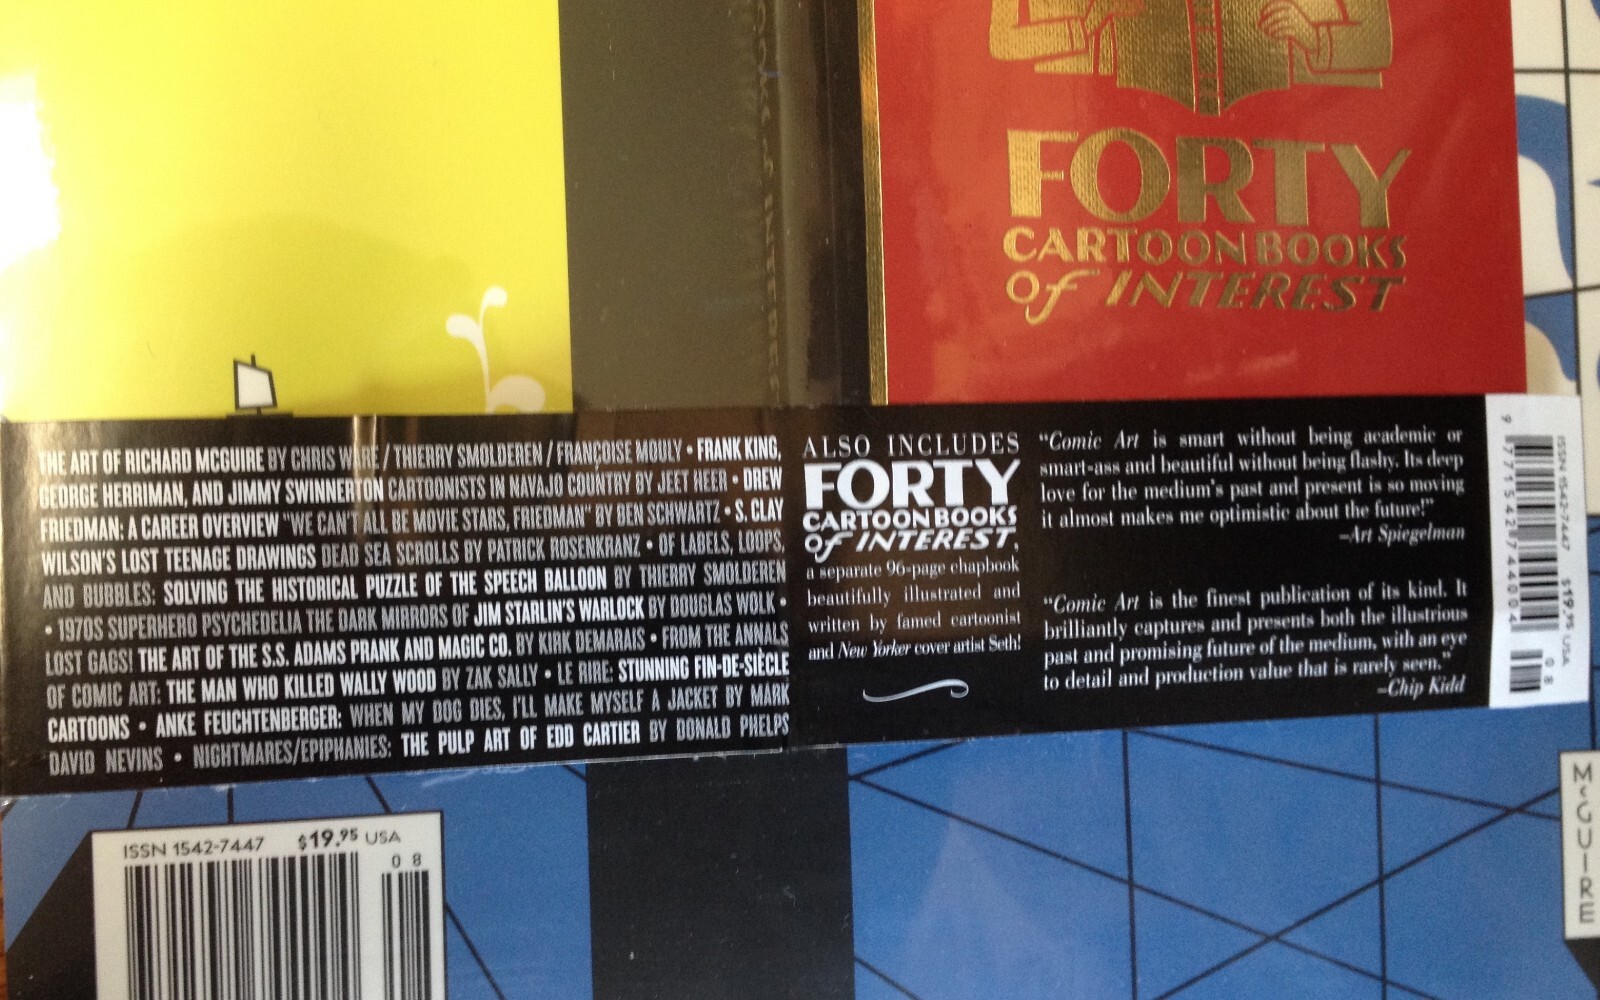 FORTY
CARTOON BOOKS
OF INTEREST
THE ART OF RICHARD MCGUIRE BY CHRIS WARE / THIERRY SMOLDEREN / FRANÇOISE MOULY • FRANK KING,
GEORGE HERRIMAN, AND JIMMY SWINNERTON CARTOONISTS IN NAVAJO COUNTRY BY JEET HEER • DREW
FRIEDMAN: A CAREER OVERVIEW "WE CAN'T ALL BE MOVIE STARS, FRIEDMAN" BY BEN SCHWARTZ • S. CLAY
WILSON'S LOST TEENAGE DRAWINGS DEAD SEA SCROLLS BY PATRICK ROSENKRANZ • OF LABELS, LOOPS,
AND BUBBLES: SOLVING THE HISTORICAL PUZZLE OF THE SPEECH BALLOON BY THIERRY SMOLDEREN
• 1970S SUPERHERO PSYCHEDELIA THE DARK MIRRORS OF JIM STARLIN'S WARLOCK BY DOUGLAS WOLK •
LOST GAGS! THE ART OF THE S.S. ADAMS PRANK AND MAGIC CO. BY KIRK DEMARAIS • FROM THE ANNALS
OF COMIC ART: THE MAN WHO KILLED WALLY WOOD BY ZAK SALLY • LE RIRE: STUNNING FIN-DE-SIÈCLE
CARTOONS • ANKE FEUCHTENBERGER: WHEN MY DOG DIES, I'LL MAKE MYSELF A JACKET BY MARK
DAVID NEVINS • NIGHTMARES/EPIPHANIES: THE PULP ART OF EDD CARTIER BY DONALD PHELPS
ALSO INCLUDES
FORTY
CARTOON BOOKS
OF INTEREST,
a separate 96-page chapbook
beautifully illustrated and
written by famed cartoonist
and New Yorker cover artist Seth!
"Comic Art is smart without being academic or
smart-ass and beautiful without being flashy. Its deep
love for the medium's past and present is so moving
it almost makes me optimistic about the future!"
–Art Spiegelman
"Comic Art is the finest publication of its kind. It
brilliantly captures and presents both the illustrious
past and promising future of the medium, with an eye
to detail and production value that is rarely seen."
–Chip Kidd
ISSN 1542-7447 $19.95 USA
9 771542 744004
08
ISSN 1542-7447 $19.95 USA
08
McGUIRE